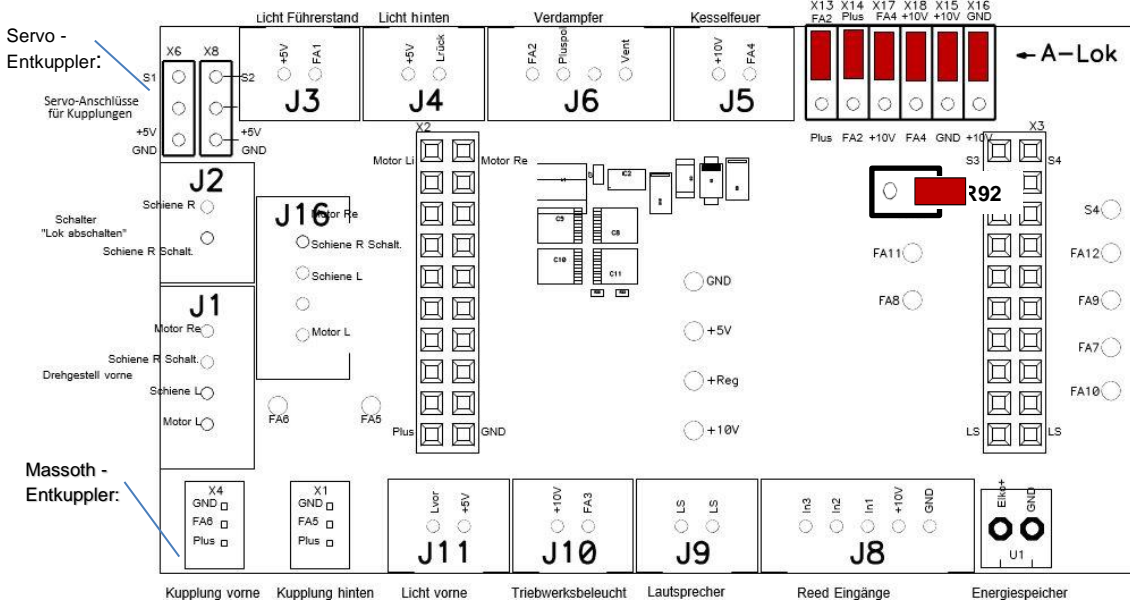 Licht Führerstand Licht hinten Verdampfer Kesselfeuer
X13 X14 X17 X18 X15 X16
FA2 Plus FA4 +10V +10V GND
Servo -
Entkuppler:
X6 X8
S1 S2
Servo-Anschlüsse
für Kupplungen
+5V +5V
GND GND
+5V FA1
J3
+5V Lrück
J4
FA2 Pluspol Vent
J6
+10V FA4
J5
← A-Lok
Plus FA2 +10V FA4 GND +10V
X2
Motor Li Motor Re
Plus GND
X3
S3 S4
LS LS
R92
J2
Schiene R
Schalter
"Lok abschalten"
Schiene R Schalt.
J16
Motor Re
Schiene R Schalt.
Schiene L
Motor L
J1
Motor Re
Schiene R Schalt.
Drehgestell vorne
Schiene L
Motor L
FA6 FA5
C9 C8
C10 C11
IC2
GND
+5V
+Reg
+10V
FA11
FA8
S4
FA12
FA9
FA7
FA10
Massoth -
Entkuppler:
X4
GND
FA6
Plus
X1
GND
FA5
Plus
Lvor +5V
J11
+10V FA3
J10
LS LS
J9
In3 In2 In1 +10V GND
J8
Elko+ GND
U1
Kupplung vorne Kupplung hinten Licht vorne Triebwerksbeleucht Lautsprecher Reed Eingänge Energiespeicher